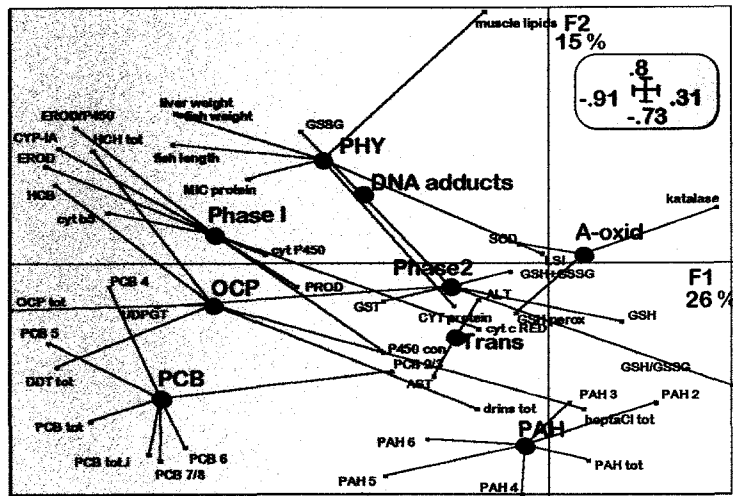 muscle lipids
F2
15 %
.8
-.91
.31
-.73
liver weight
fish weight
EROD/P450
GSSG
CYP-IA
HCH tot
PHY
EROD
fish length
DNA adducts
MIC protein
HCB
katalase
cyt b5
Phase I
A-oxid
SOD
cyt P450
LSI
Phase2
GSH+GSSG
F1
PCB 4
OCP
PROD
ALT
26 %
OCP tot
UDPGT
GST
CYT protein
GSH perox
GSH
PCB 5
cyt c RED
Trans
P450 con
GSH/GSSG
DDT tot
PCB
AST
PAH 3
PAH 2
drins tot
heptaCl tot
PCB tot
PAH
PAH 6
PCB tot.i
PCB 6
PAH tot
PCB 7/8
PAH 5
PAH 4